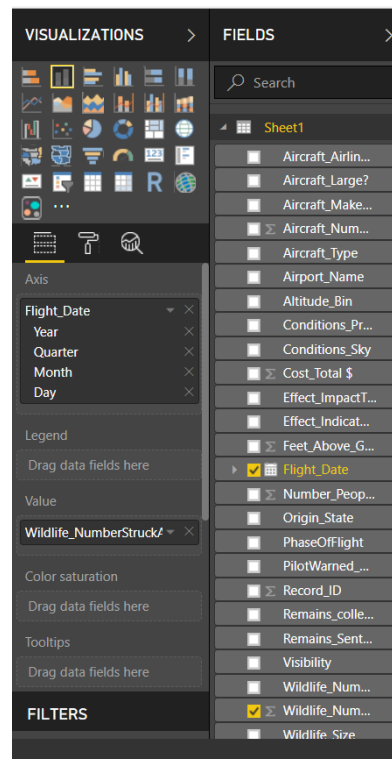 VISUALIZATIONS
FIELDS
Search
123
R
...
Axis
Flight_Date
Year
Quarter
Month
Day
Legend
Drag data fields here
Value
Wildlife_NumberStruckA
Color saturation
Drag data fields here
Tooltips
Drag data fields here
FILTERS
Sheet1
Aircraft_Airlin...
Aircraft_Large?
Aircraft_Make...
Σ Aircraft_Num...
Aircraft_Type
Airport_Name
Altitude_Bin
Conditions_Pr...
Conditions_Sky
Σ Cost_Total $
Effect_ImpactT...
Effect_Indicat...
Σ Feet_Above_G...
Flight_Date
Σ Number_Peop...
Origin_State
PhaseOfFlight
PilotWarned_...
Σ Record_ID
Remains_colle...
Remains_Sent...
Visibility
Wildlife_Num...
Σ Wildlife_Num...
Wildlife_Size